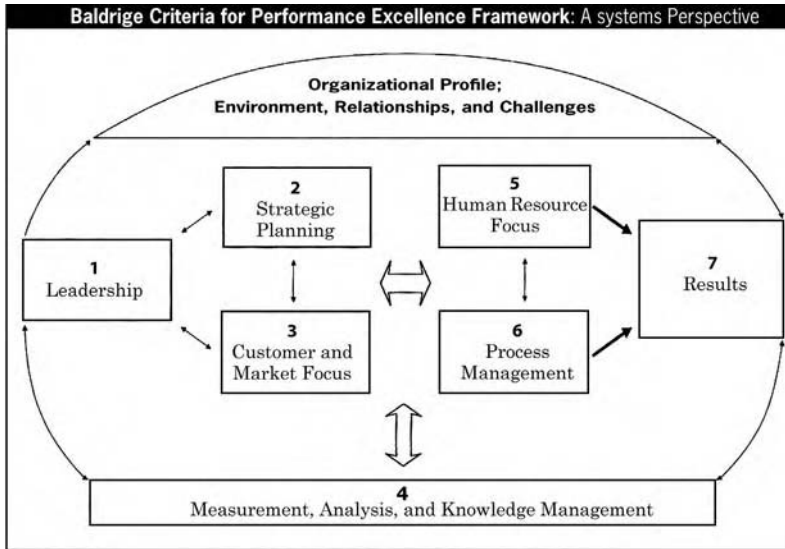 Baldrige Criteria for Performance Excellence Framework: A systems Perspective
Organizational Profile;
Environment, Relationships, and Challenges
2
Strategic
Planning
5
Human Resource
Focus
1
Leadership
7
Results
3
Customer and
Market Focus
6
Process
Management
4
Measurement, Analysis, and Knowledge Management